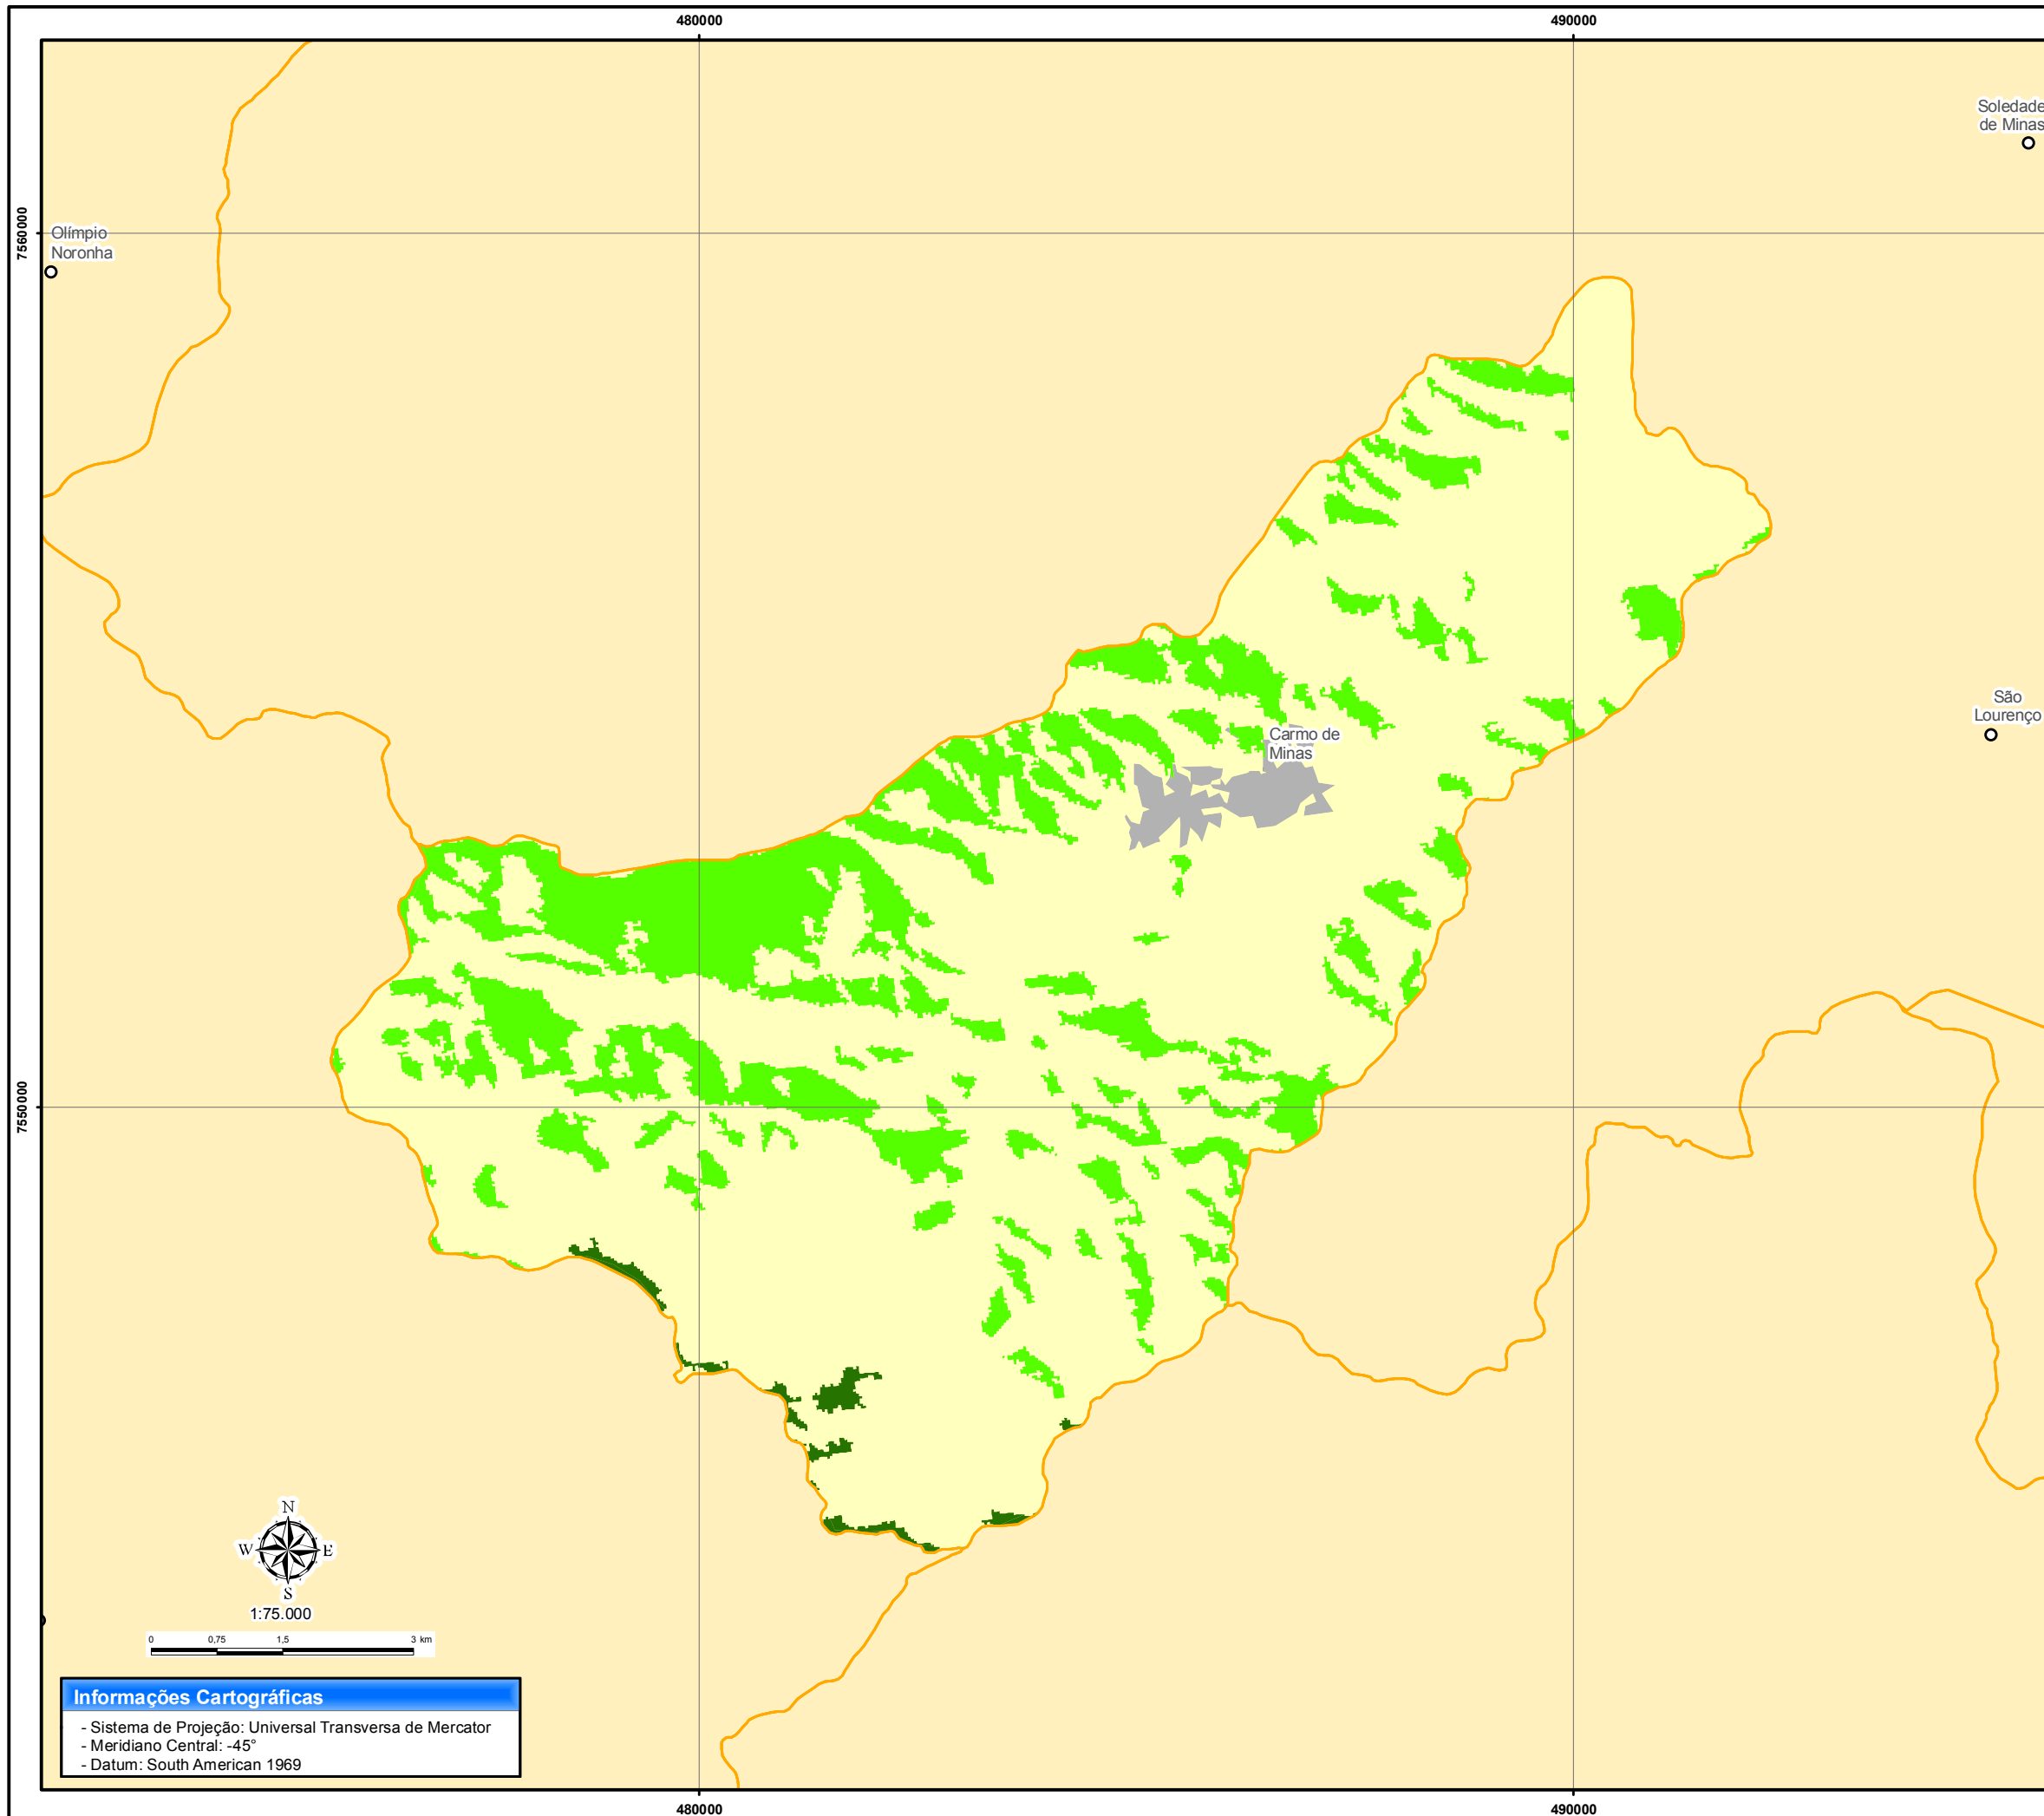 480000
490000
Soledade
de Minas
7560000
Olímpio
Noronha
São
Lourenço
Carmo de
Minas
7550000
N
W
E
S
1:75.000
0
0,75
1,5
3 km
Informações Cartográficas
- Sistema de Projeção: Universal Transversa de Mercator
- Meridiano Central: -45°
- Datum: South American 1969
480000
490000